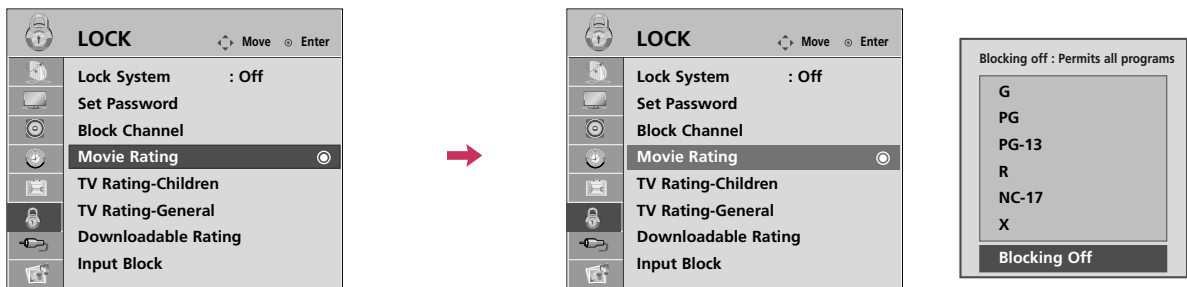 LOCK Move Enter
Lock System : Off
Set Password
Block Channel
Movie Rating
TV Rating-Children
TV Rating-General
Downloadable Rating
Input Block
LOCK Move Enter
Lock System : Off
Set Password
Block Channel
Movie Rating
TV Rating-Children
TV Rating-General
Downloadable Rating
Input Block
Blocking off : Permits all programs
G
PG
PG-13
R
NC-17
X
Blocking Off